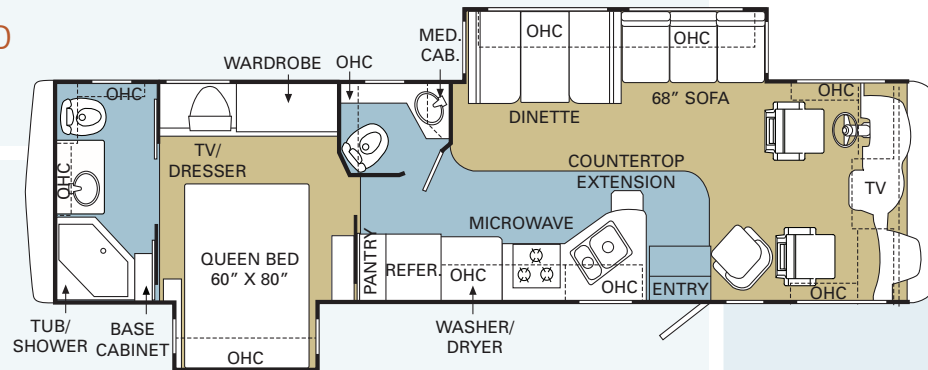 D
OHC
OHC
MED.
CAB.
OHC
WARDROBE
OHC
OHC
68" SOFA
DINETTE
TV/
DRESSER
COUNTERTOP
EXTENSION
OHC
TV
MICROWAVE
QUEEN BED
60" X 80"
PANTRY
REFER.
OHC
OHC
ENTRY
OHC
TUB/
SHOWER
BASE
CABINET
WASHER/
DRYER
OHC